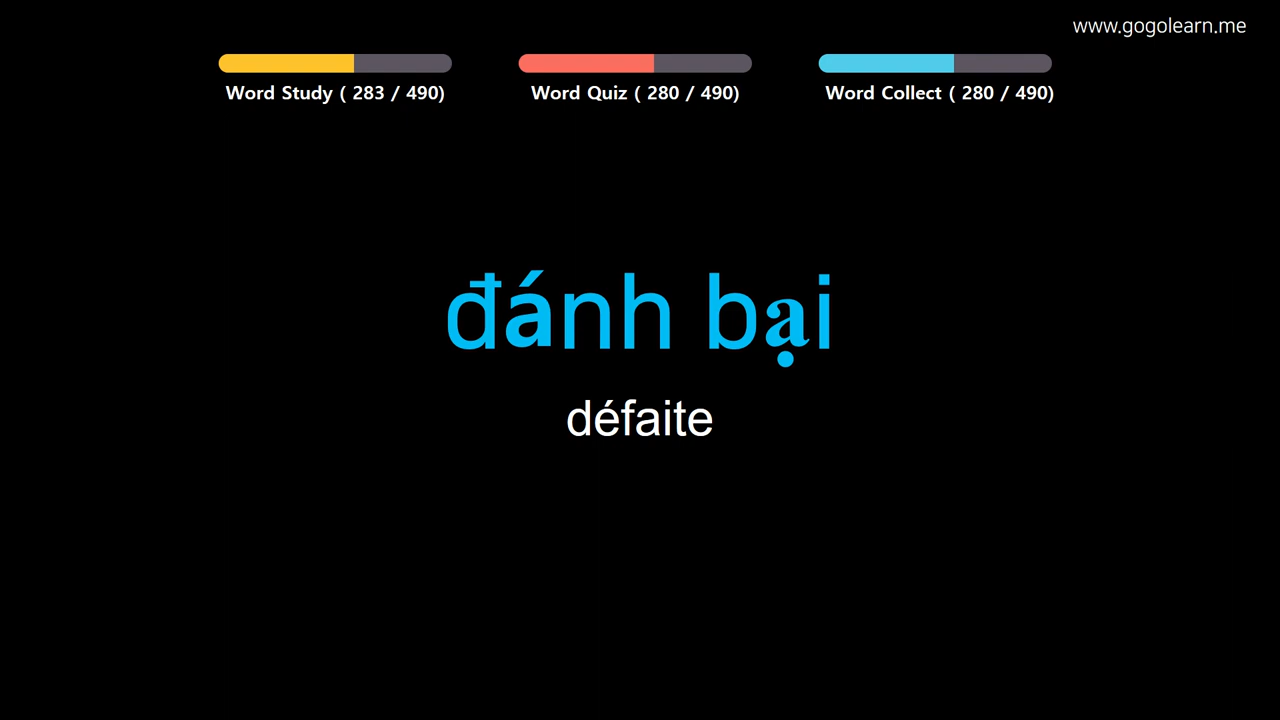 www.gogolearn.me
Word Study ( 283 / 490)
Word Quiz ( 280 / 490)
Word Collect ( 280 / 490)
đánh bại
défaite